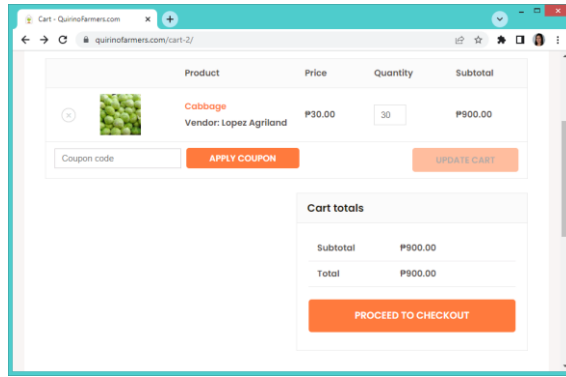 Cart - QuirinoFarmers.com
quirinofarmers.com/cart-2/
Product Price Quantity Subtotal
Cabbage ₱30.00 30 ₱900.00
Vendor: Lopez Agriland
Coupon code APPLY COUPON UPDATE CART
Cart totals
Subtotal ₱900.00
Total ₱900.00
PROCEED TO CHECKOUT